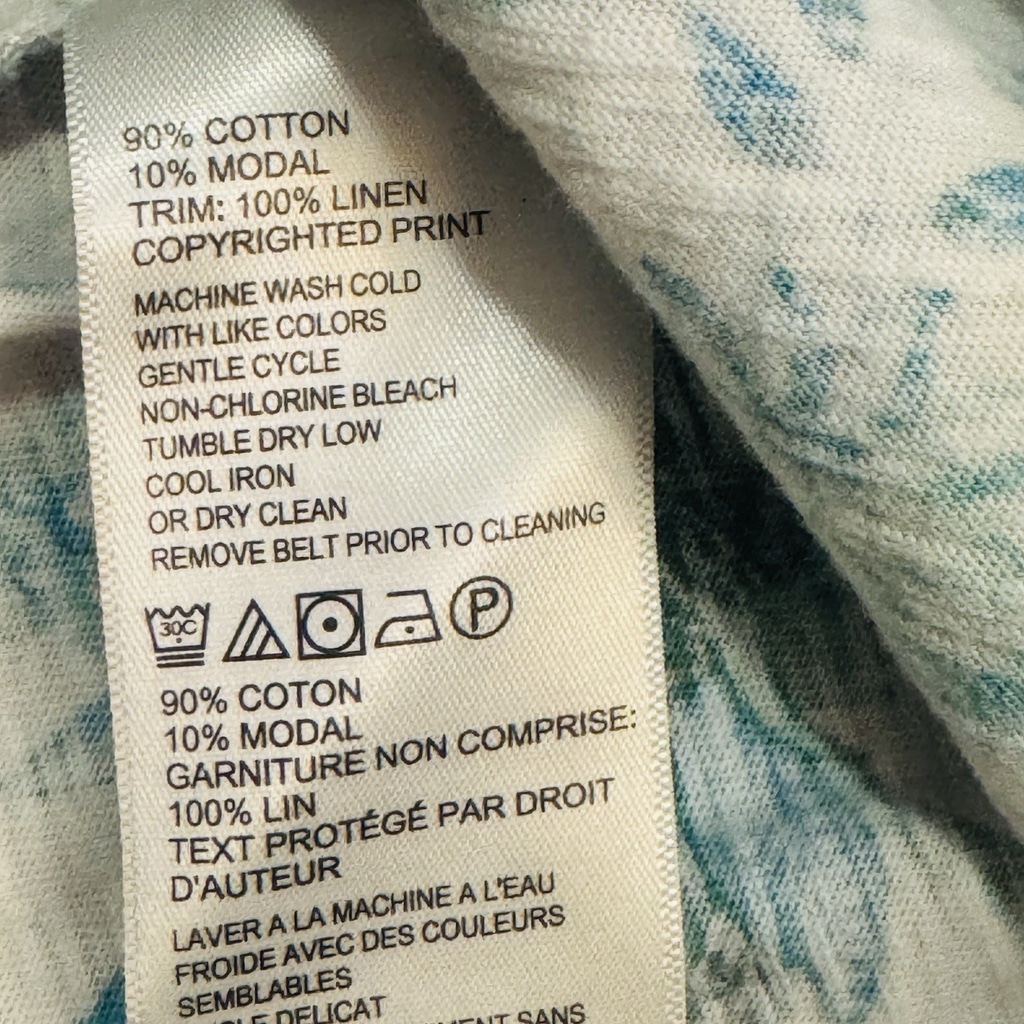 90% COTTON
10% MODAL
TRIM: 100% LINEN
COPYRIGHTED PRINT
MACHINE WASH COLD
WITH LIKE COLORS
GENTLE CYCLE
NON-CHLORINE BLEACH
TUMBLE DRY LOW
COOL IRON
OR DRY CLEAN
REMOVE BELT PRIOR TO CLEANING
30C P
90% COTON
10% MODAL
GARNITURE NON COMPRISE:
100% LIN
TEXT PROTÉGÉ PAR DROIT
D'AUTEUR
LAVER A LA MACHINE A L'EAU
FROIDE AVEC DES COULEURS
SEMBLABLES
DELICAT
SANS